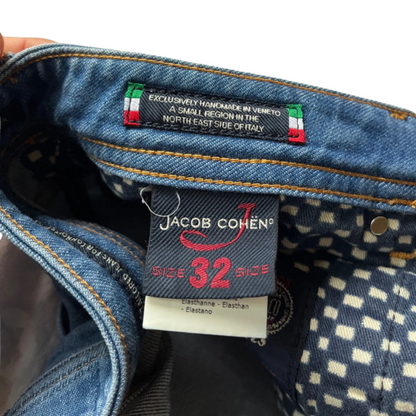 EXCLUSIVELY HANDMADE IN VENETO
A SMALL REGION IN THE
NORTH EAST SIDE OF ITALY
JACOB COHËN®
SIZE 32 SIZE
Elasthanne - Elasthan
- Elastano